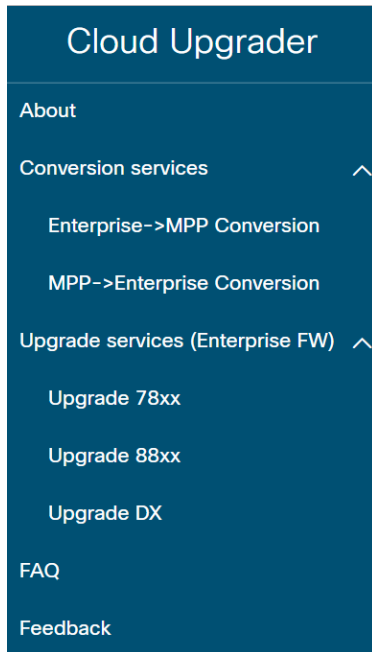 Cloud Upgrader
About
Conversion services
Enterprise->MPP Conversion
MPP->Enterprise Conversion
Upgrade services (Enterprise FW)
Upgrade 78xx
Upgrade 88xx
Upgrade DX
FAQ
Feedback